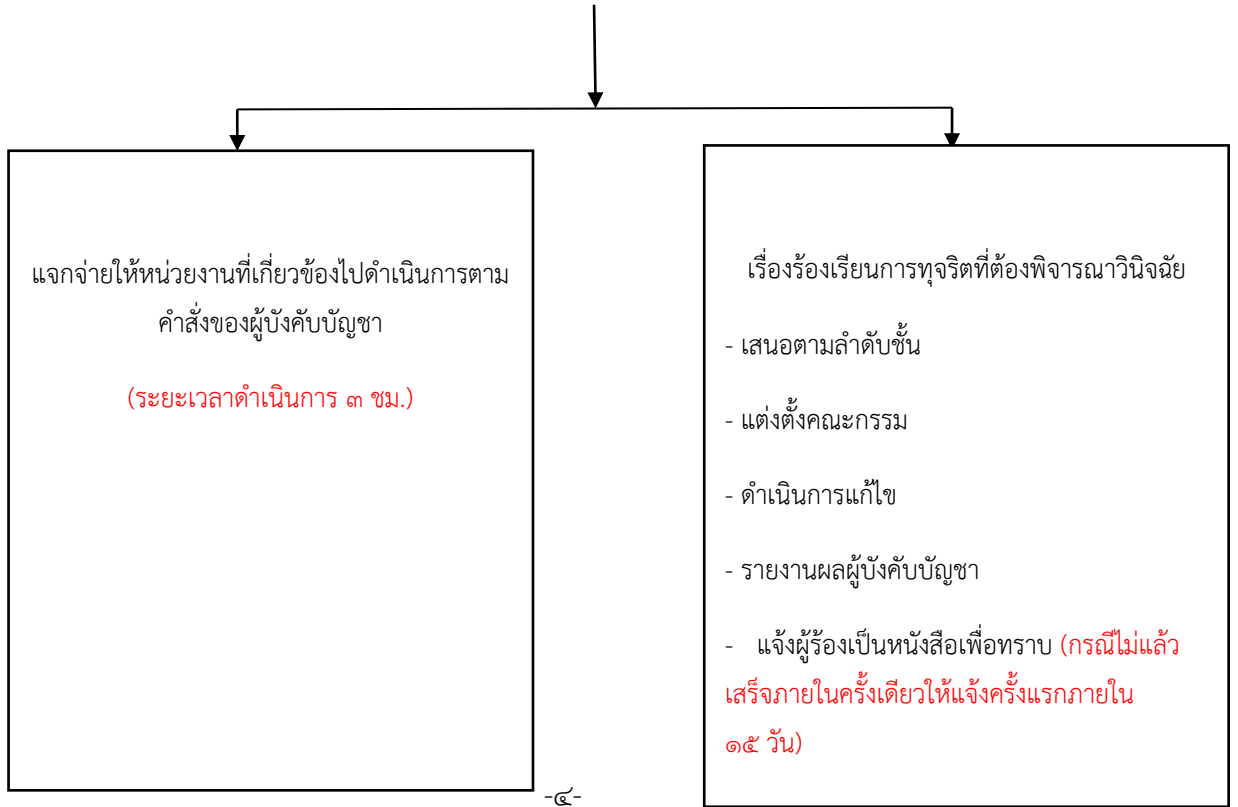 แจกจ่ายให้หน่วยงานที่เกี่ยวข้องไปดำเนินการตาม
คำสั่งของผู้บังคับบัญชา
(ระยะเวลาดำเนินการ ๓ ชม.)
เรื่องร้องเรียนการทุจริตที่ต้องพิจารณาวินิจฉัย
- เสนอตามลำดับชั้น
- แต่งตั้งคณะกรรม
- ดำเนินการแก้ไข
- รายงานผลผู้บังคับบัญชา
- แจ้งผู้ร้องเป็นหนังสือเพื่อทราบ (กรณีไม่แล้ว
เสร็จภายในครั้งเดียวให้แจ้งครั้งแรกภายใน
๑๕ วัน)
-๔-